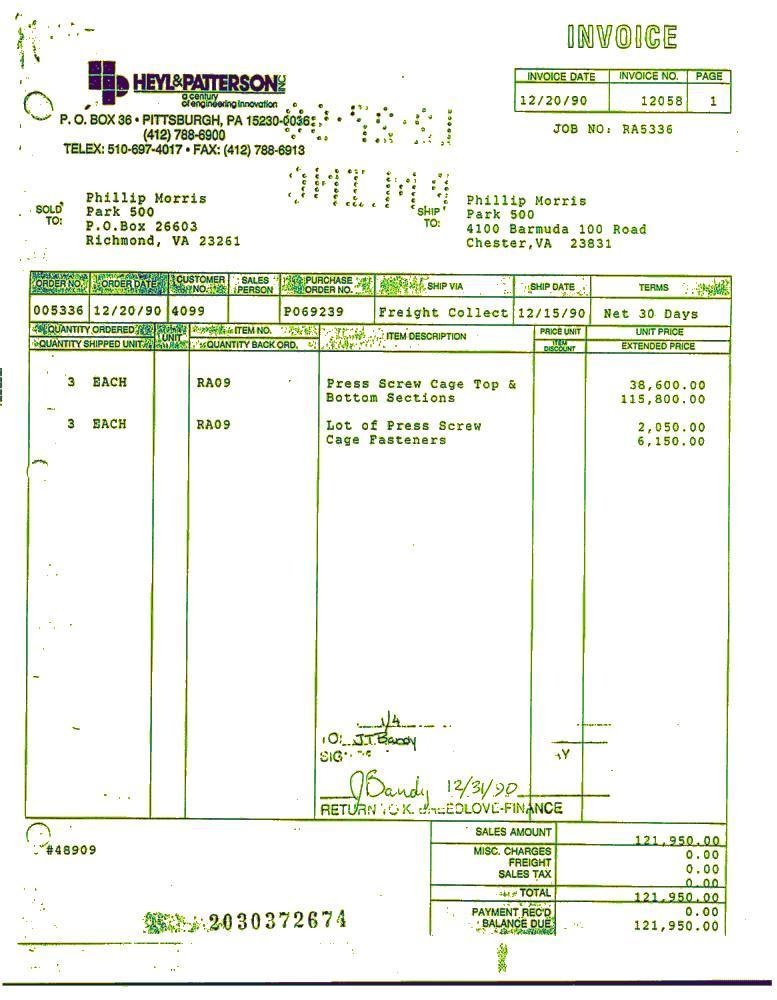 INVOICE
HEYL&PATTERSON INC
a century
of engineering innovation
P. O. BOX 36 • PITTSBURGH, PA 15230-0036
(412) 788-6900
TELEX: 510-697-4017 • FAX: (412) 788-6913
INVOICE DATE INVOICE NO. PAGE
12/20/90 12058 1
JOB NO: RA5336
SOLD TO:
Phillip Morris
Park 500
P.O.Box 26603
Richmond, VA 23261
SHIP TO:
Phillip Morris
Park 500
4100 Barmuda 100 Road
Chester,VA 23831
ORDER NO. ORDER DATE CUSTOMER NO. SALES PERSON PURCHASE ORDER NO. SHIP VIA SHIP DATE TERMS
005336 12/20/90 4099 P069239 Freight Collect 12/15/90 Net 30 Days
QUANTITY ORDERED UNIT ITEM NO. ITEM DESCRIPTION PRICE UNIT UNIT PRICE
QUANTITY SHIPPED UNIT QUANTITY BACK ORD. ITEM DISCOUNT EXTENDED PRICE
3 EACH RA09 Press Screw Cage Top & 38,600.00
Bottom Sections 115,800.00
3 EACH RA09 Lot of Press Screw 2,050.00
Cage Fasteners 6,150.00
1/4
TO: J.T. Bandy
SIG
J Bandy 12/31/90
RETURN TO K. BREEDLOVE-FINANCE
#48909
SALES AMOUNT 121,950.00
MISC. CHARGES 0.00
FREIGHT 0.00
SALES TAX 0.00
TOTAL 121,950.00
PAYMENT REC'D 0.00
BALANCE DUE 121,950.00
2030372674